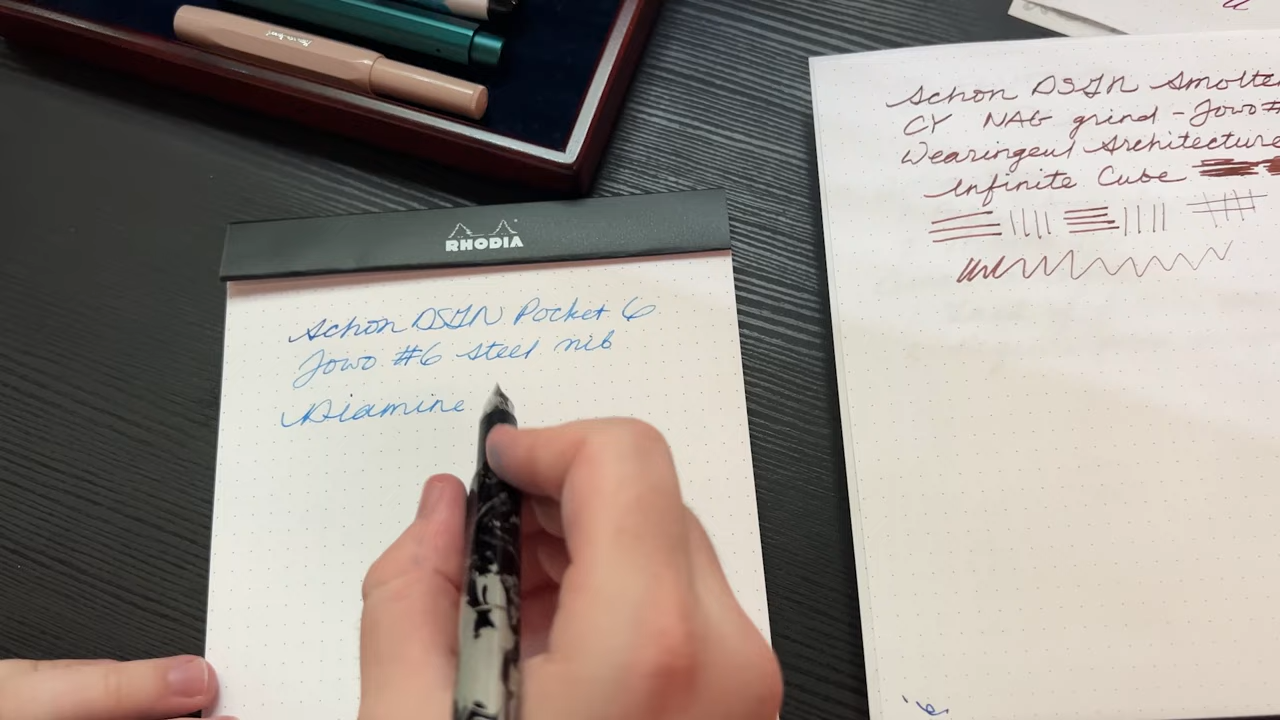 RHODIA
Schon DSGN Pocket 6
Jowo #6 steel nib
Diamine
Schon DSGN Smolte
CY NAG grind - Jowo #
Wearingeul Architecture
Infinite Cube